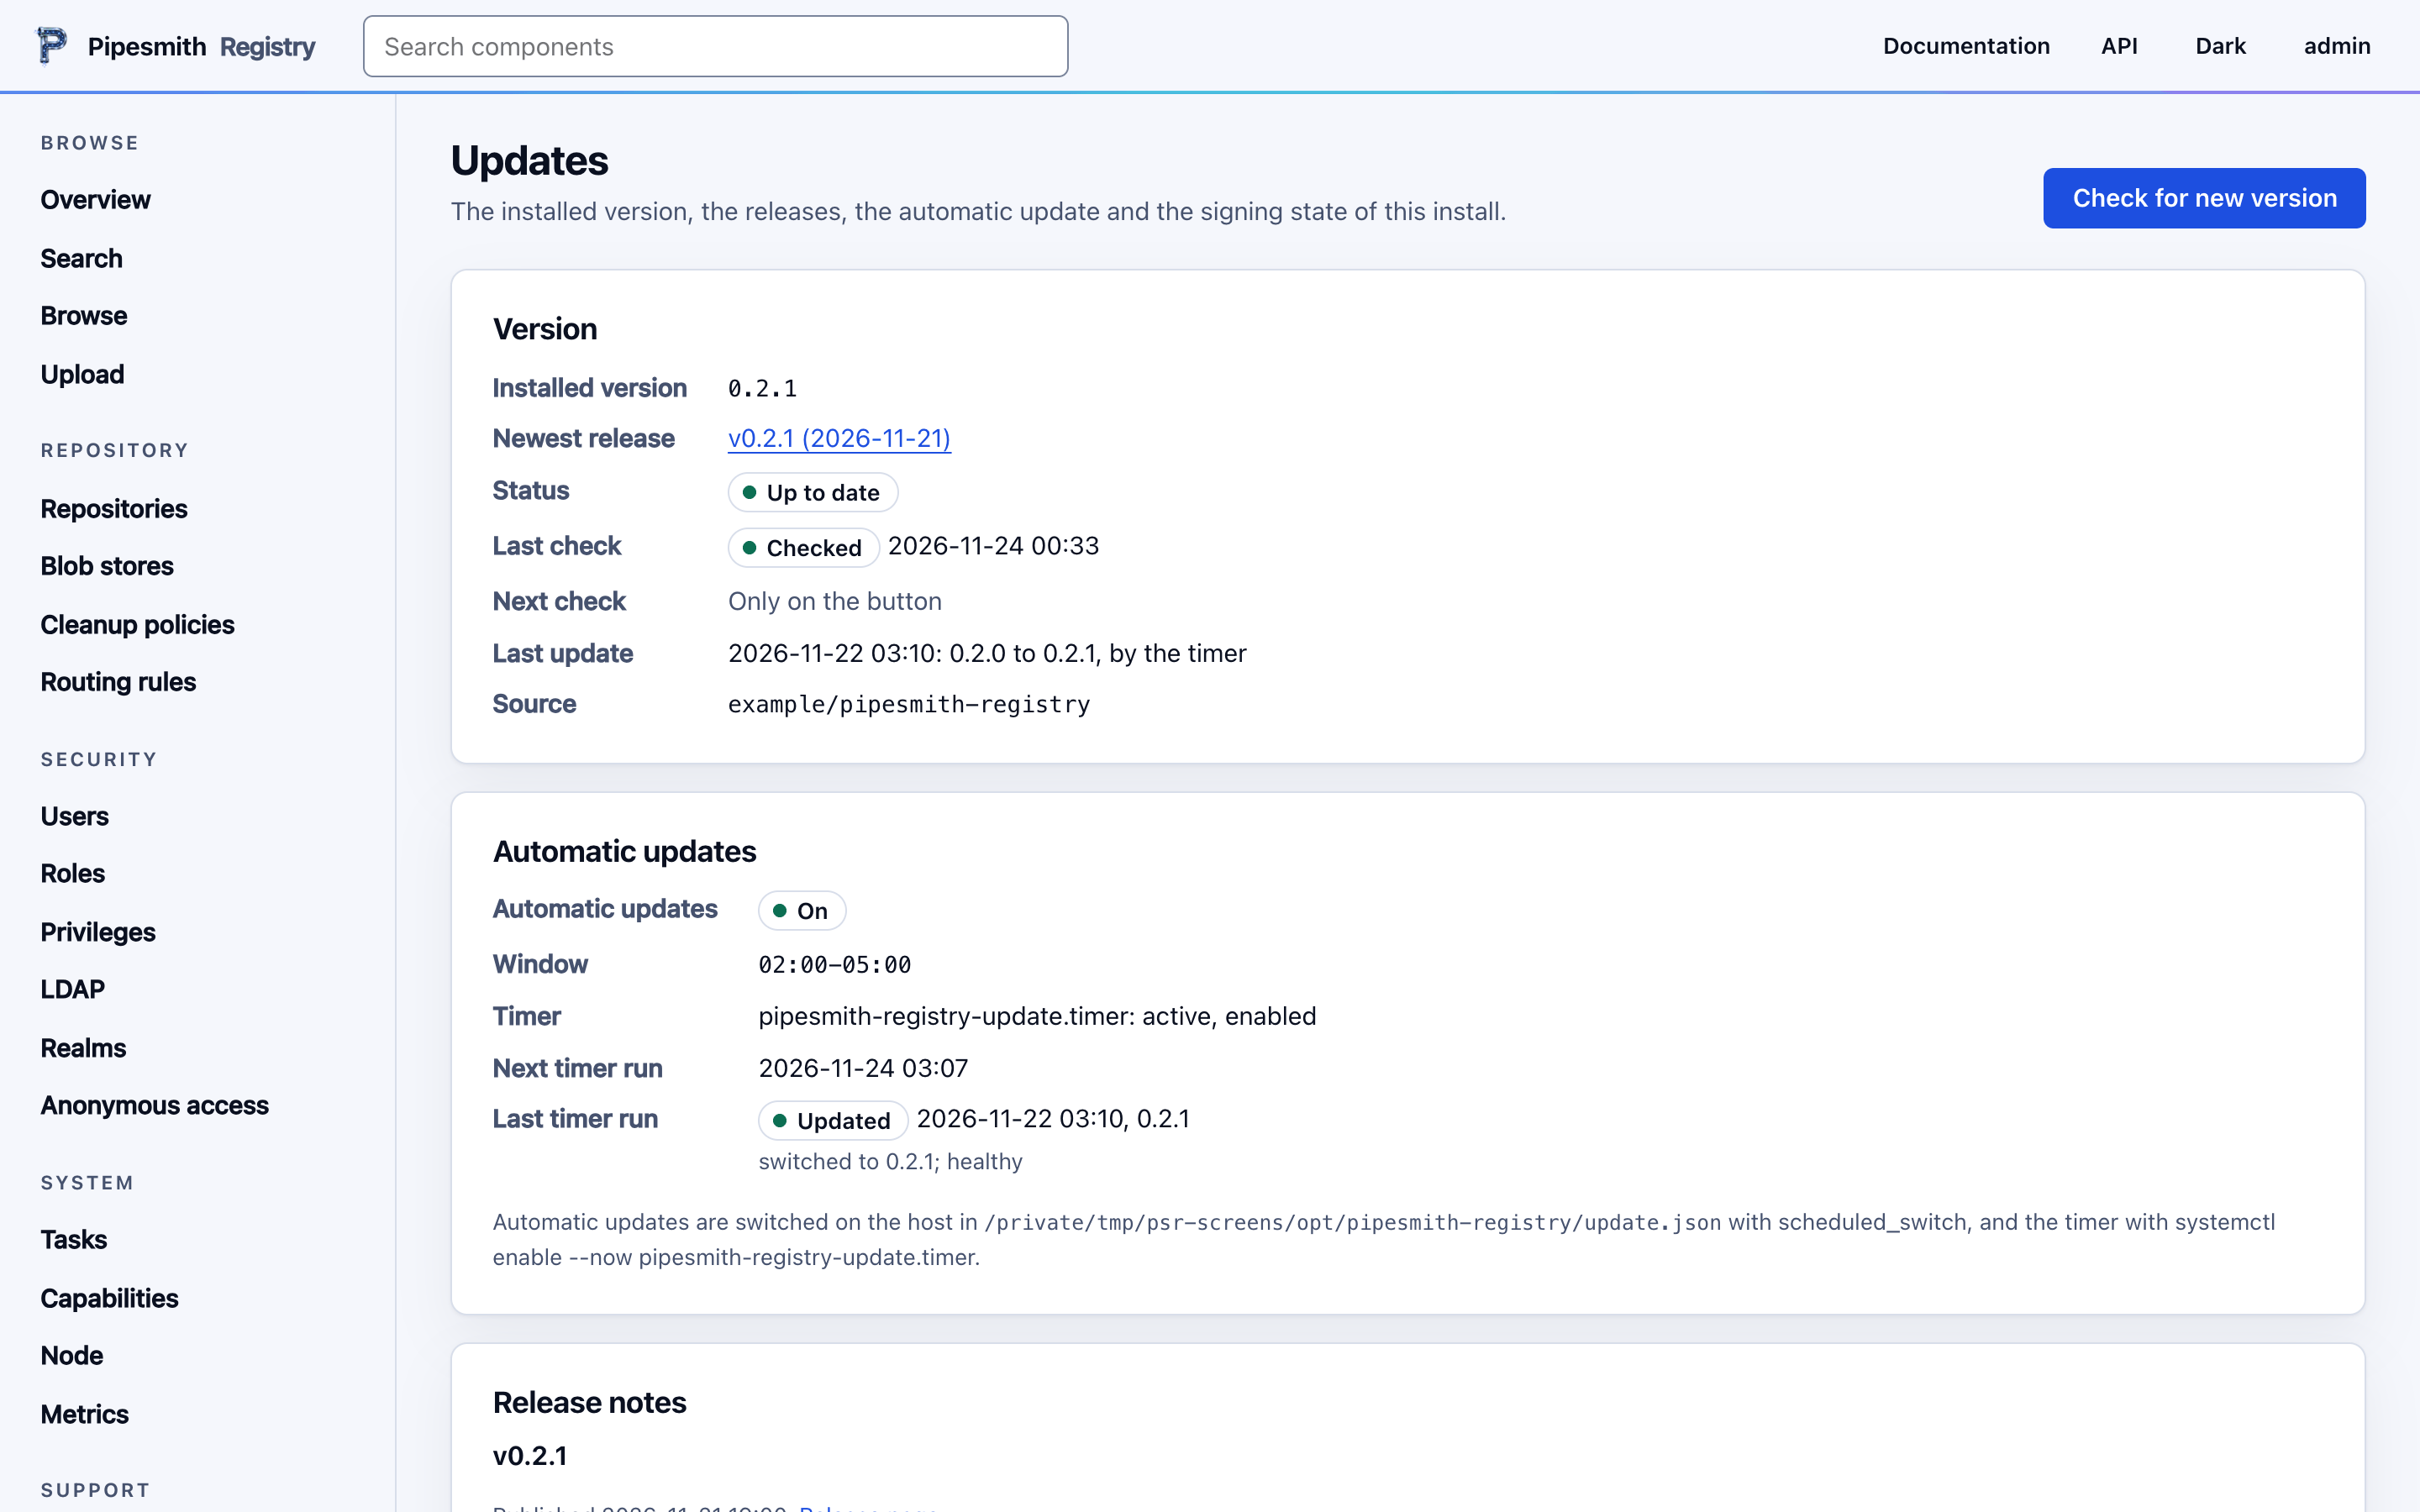 Pipesmith Registry
Search components
Documentation
API
Dark
admin
BROWSE
Overview
Search
Browse
Upload
REPOSITORY
Repositories
Blob stores
Cleanup policies
Routing rules
SECURITY
Users
Roles
Privileges
LDAP
Realms
Anonymous access
SYSTEM
Tasks
Capabilities
Node
Metrics
SUPPORT
Updates
The installed version, the releases, the automatic update and the signing state of this install.
Check for new version
Version
Installed version 0.2.1
Newest release v0.2.1 (2026-11-21)
Status Up to date
Last check Checked 2026-11-24 00:33
Next check Only on the button
Last update 2026-11-22 03:10: 0.2.0 to 0.2.1, by the timer
Source example/pipesmith-registry
Automatic updates
Automatic updates On
Window 02:00–05:00
Timer pipesmith-registry-update.timer: active, enabled
Next timer run 2026-11-24 03:07
Last timer run Updated 2026-11-22 03:10, 0.2.1
switched to 0.2.1; healthy
Automatic updates are switched on the host in /private/tmp/psr-screens/opt/pipesmith-registry/update.json with scheduled_switch, and the timer with systemctl
enable --now pipesmith-registry-update.timer.
Release notes
v0.2.1